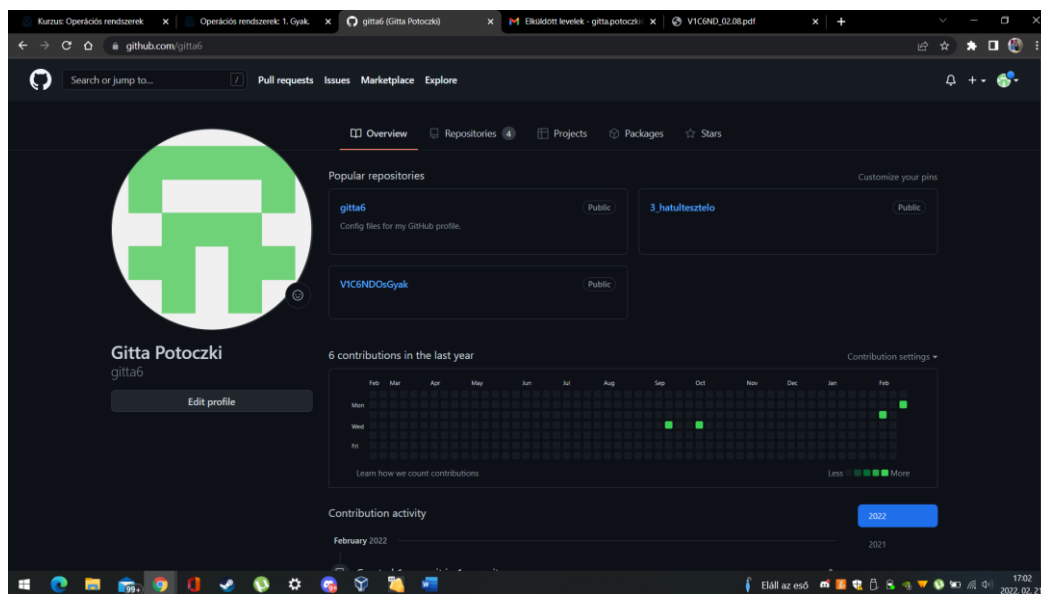 Kurzus: Operációs rendszerek
Operációs rendszerek: 1. Gyak.
gitta6 (Gitta Potoczki)
Elküldött levelek - gitta.potoczki
V1C6ND_02.08.pdf
github.com/gitta6
Search or jump to... / Pull requests Issues Marketplace Explore
Overview Repositories 4 Projects Packages Stars
Popular repositories Customize your pins
gitta6 Public
Config files for my GitHub profile.
3_hatultesztelo Public
V1C6NDOsGyak Public
Gitta Potoczki
gitta6
Edit profile
6 contributions in the last year Contribution settings
Feb Mar Apr May Jun Jul Aug Sep Oct Nov Dec Jan Feb
Mon
Wed
Fri
Learn how we count contributions Less More
Contribution activity
2022
2021
February 2022
99+
Eláll az eső
17:02
2022. 02. 21